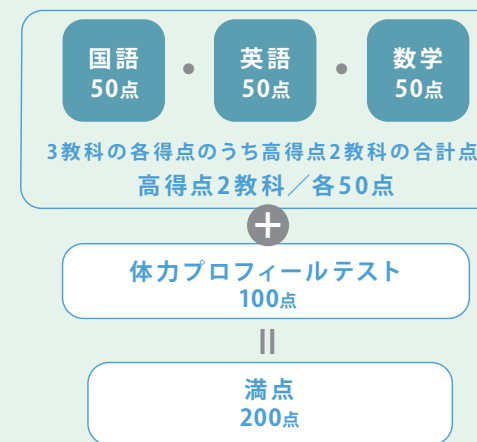 国語 ・ 英語 ・ 数学
50点 50点 50点
3教科の各得点のうち高得点2教科の合計点
高得点2教科／各50点
＋
体力プロフィールテスト
100点
=
満点
200点